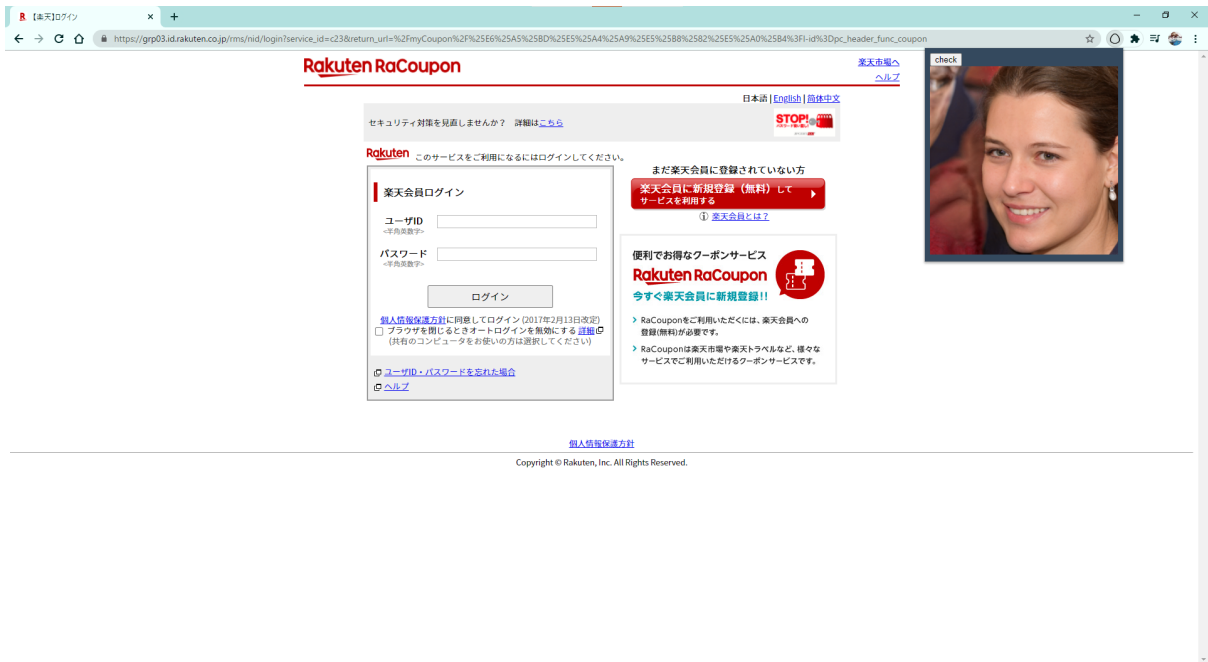 【楽天】ログイン
https://grp03.id.rakuten.co.jp/rms/nid/login?service_id=c23&return_url=%2FmyCoupon%2F%25E6%25A5%25BD%25E5%25A4%25A9%25E5%25B8%2582%25E5%25A0%25B4%3Fl-id%3Dpc_header_func_coupon
check
Rakuten RaCoupon
楽天市場へ
ヘルプ
日本語 | English | 简体中文
セキュリティ対策を見直しませんか? 詳細はこちら
STOP!
Rakuten このサービスをご利用になるにはログインしてください。
楽天会員ログイン
ユーザID
<半角英数字>
パスワード
<半角英数字>
ログイン
個人情報保護方針に同意してログイン (2017年2月13日改定)
ブラウザを閉じるときオートログインを無効にする 詳細
(共有のコンピュータをお使いの方は選択してください)
ユーザID・パスワードを忘れた場合
ヘルプ
まだ楽天会員に登録されていない方
楽天会員に新規登録(無料)して
サービスを利用する
楽天会員とは?
便利でお得なクーポンサービス
Rakuten RaCoupon
今すぐ楽天会員に新規登録!!
RaCouponをご利用いただくには、楽天会員への
登録(無料)が必要です。
RaCouponは楽天市場や楽天トラベルなど、様々な
サービスでご利用いただけるクーポンサービスです。
個人情報保護方針
Copyright © Rakuten, Inc. All Rights Reserved.